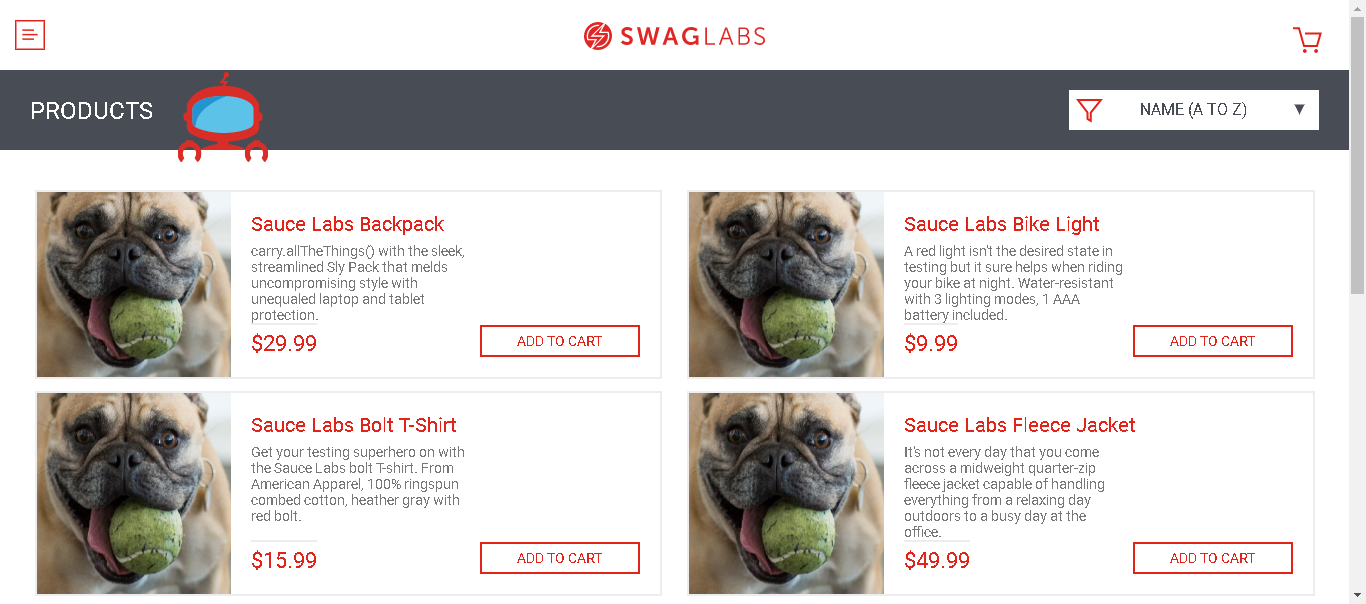 SWAGLABS
PRODUCTS
NAME (A TO Z)
Sauce Labs Backpack
carry.allTheThings() with the sleek,
streamlined Sly Pack that melds
uncompromising style with
unequaled laptop and tablet
protection.
$29.99
ADD TO CART
Sauce Labs Bike Light
A red light isn't the desired state in
testing but it sure helps when riding
your bike at night. Water-resistant
with 3 lighting modes, 1 AAA
battery included.
$9.99
ADD TO CART
Sauce Labs Bolt T-Shirt
Get your testing superhero on with
the Sauce Labs bolt T-shirt. From
American Apparel, 100% ringspun
combed cotton, heather gray with
red bolt.
$15.99
ADD TO CART
Sauce Labs Fleece Jacket
It's not every day that you come
across a midweight quarter-zip
fleece jacket capable of handling
everything from a relaxing day
outdoors to a busy day at the
office.
$49.99
ADD TO CART